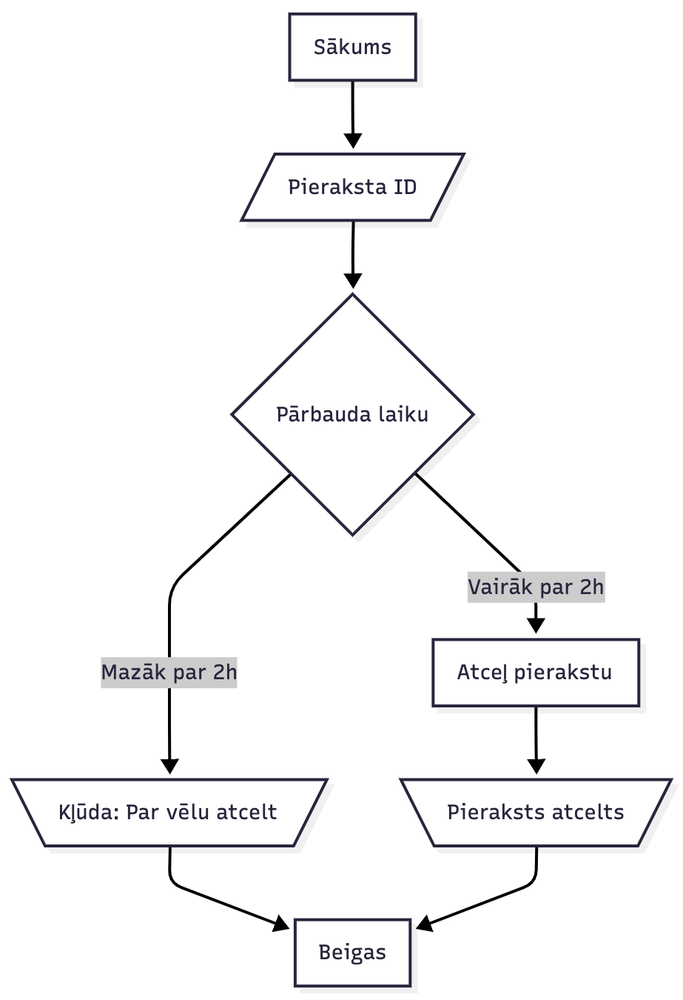 Sākums
Pieraksta ID
Pārbauda laiku
Vairāk par 2h
Mazāk par 2h
Atceļ pierakstu
Kļūda: Par vēlu atcelt
Pieraksts atcelts
Beigas